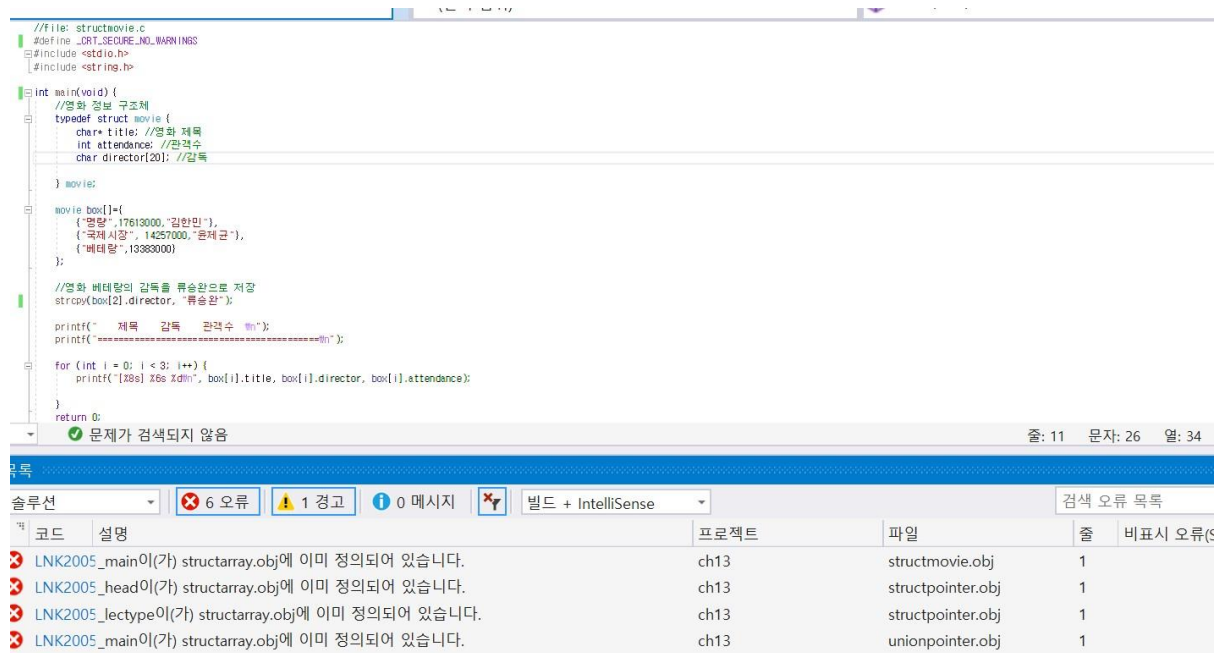 //file: structmovie.c
#define _CRT_SECURE_NO_WARNINGS
#include <stdio.h>
#include <string.h>
int main(void) {
//영화 정보 구조체
typedef struct movie {
char* title; //영화 제목
int attendance; //관객수
char director[20]; //감독
} movie;
movie box[]={
{"명량",17613000,"김한민"},
{"국제시장", 14257000,"윤제균"},
{"베테랑",13383000}
};
//영화 베테랑의 감독을 류승완으로 저장
strcpy(box[2].director, "류승완");
printf("   제목    감독    관객수 ₩n");
printf("==========================================₩n");
for (int i = 0; i < 3; i++) {
printf("[%8s] %6s %d₩n", box[i].title, box[i].director, box[i].attendance);
}
return 0;
문제가 검색되지 않음 줄: 11 문자: 26 열: 34
목록
솔루션 6 오류 1 경고 0 메시지 빌드 + IntelliSense 검색 오류 목록
코드 설명 프로젝트 파일 줄 비표시 오류(S
LNK2005 _main이(가) structarray.obj에 이미 정의되어 있습니다. ch13 structmovie.obj 1
LNK2005 _head이(가) structarray.obj에 이미 정의되어 있습니다. ch13 structpointer.obj 1
LNK2005 _lectype이(가) structarray.obj에 이미 정의되어 있습니다. ch13 structpointer.obj 1
LNK2005 _main이(가) structarray.obj에 이미 정의되어 있습니다. ch13 unionpointer.obj 1